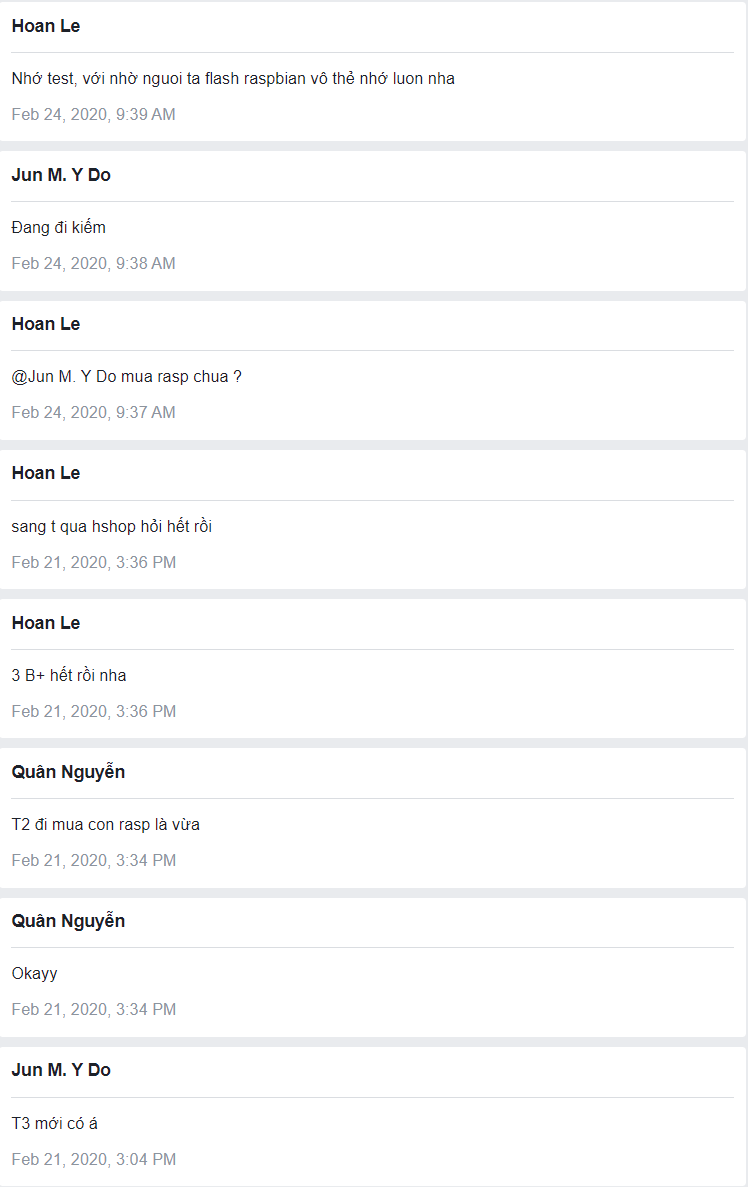 Hoan Le
Nhớ test, với nhờ nguoi ta flash raspbian vô thẻ nhớ luon nha
Feb 24, 2020, 9:39 AM
Jun M. Y Do
Đang đi kiếm
Feb 24, 2020, 9:38 AM
Hoan Le
@Jun M. Y Do mua rasp chua ?
Feb 24, 2020, 9:37 AM
Hoan Le
sang t qua hshop hỏi hết rồi
Feb 21, 2020, 3:36 PM
Hoan Le
3 B+ hết rồi nha
Feb 21, 2020, 3:36 PM
Quân Nguyễn
T2 đi mua con rasp là vừa
Feb 21, 2020, 3:34 PM
Quân Nguyễn
Okayy
Feb 21, 2020, 3:34 PM
Jun M. Y Do
T3 mới có á
Feb 21, 2020, 3:04 PM